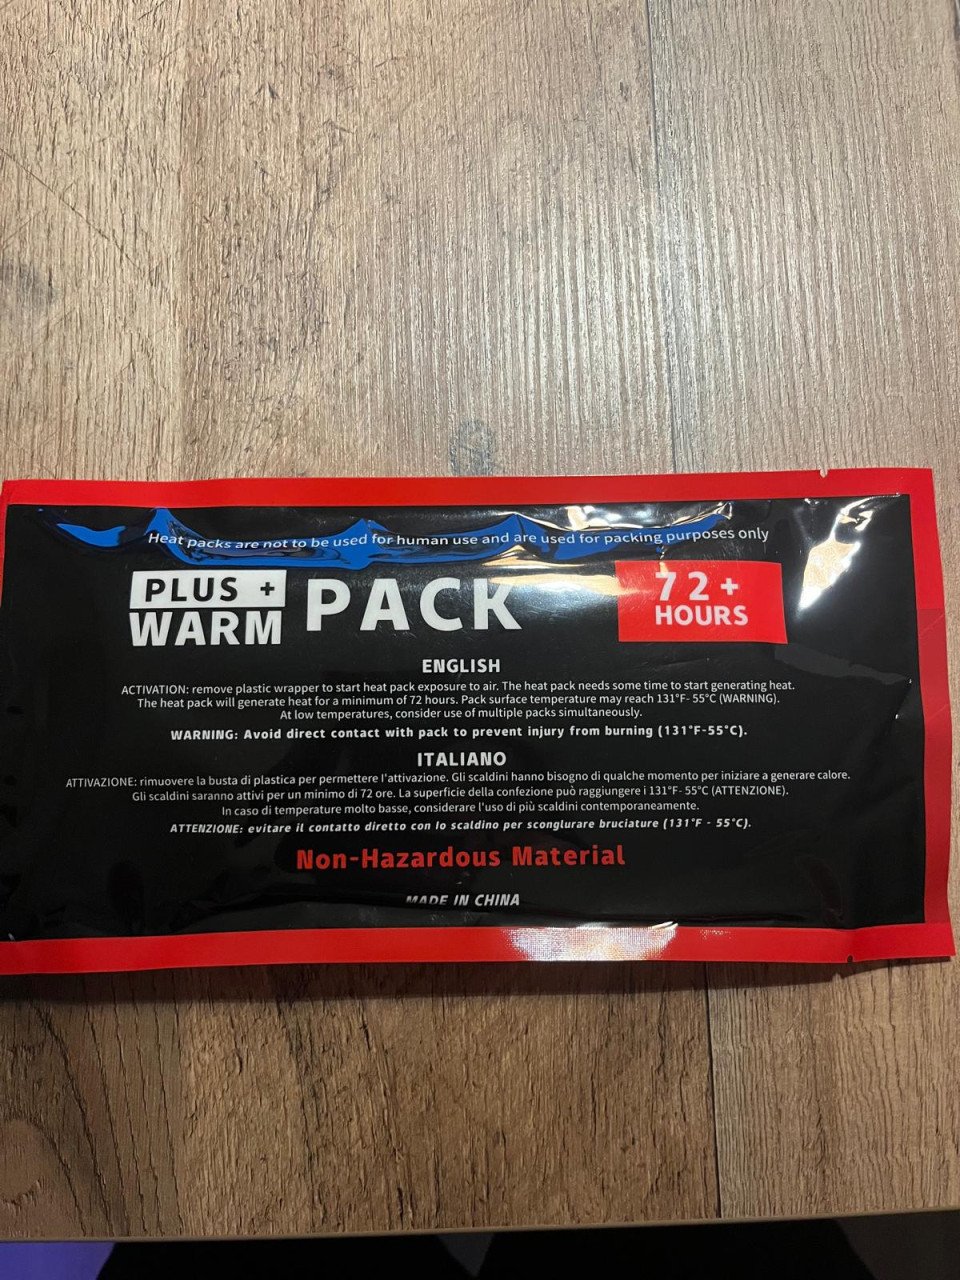 Heat packs are not to be used for human use and are used for packing purposes only
PLUS +
WARM
PACK
72+
HOURS
ENGLISH
ACTIVATION: remove plastic wrapper to start heat pack exposure to air. The heat pack needs some time to start generating heat.
The heat pack will generate heat for a minimum of 72 hours. Pack surface temperature may reach 131°F- 55°C (WARNING).
At low temperatures, consider use of multiple packs simultaneously.
WARNING: Avoid direct contact with pack to prevent injury from burning (131°F-55°C).
ITALIANO
ATTIVAZIONE: rimuovere la busta di plastica per permettere l'attivazione. Gli scaldini hanno bisogno di qualche momento per iniziare a generare calore.
Gli scaldini saranno attivi per un minimo di 72 ore. La superficie della confezione può raggiungere i 131°F- 55°C (ATTENZIONE).
In caso di temperature molto basse, considerare l'uso di più scaldini contemporaneamente.
ATTENZIONE: evitare il contatto diretto con lo scaldino per sconglurare bruciature (131°F - 55°C).
Non-Hazardous Material
MADE IN CHINA